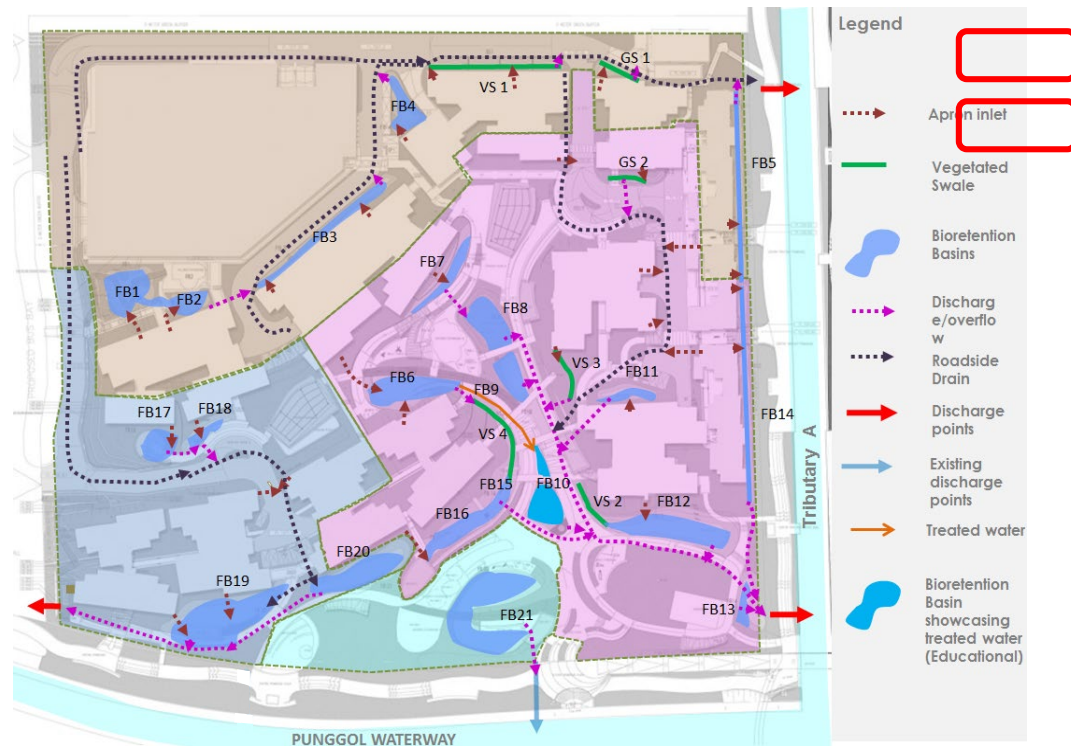 Legend
GS 1
VS 1
FB4
Apron inlet
GS 2
FB5
Vegetated
Swale
FB3
FB7
Bioretention
Basins
FB1
FB2
FB8
Discharg
e/overflo
w
VS 3
Roadside
Drain
FB6
FB9
FB11
FB17
FB18
FB14
Discharge
points
VS 4
Tributary A
Existing
discharge
points
FB15
FB10
VS 2
FB12
FB16
Treated water
FB20
FB19
FB21
FB13
Bioretention
Basin
showcasing
treated water
(Educational)
PUNGGOL WATERWAY